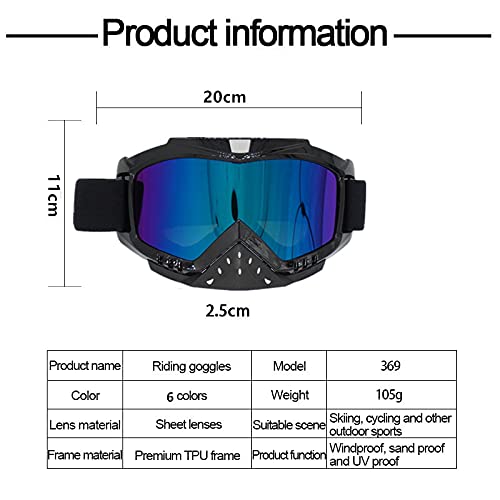 Product information
20cm
11cm
2.5cm
Product name Riding goggles Model 369
Color 6 colors Weight 105g
Lens material Sheet lenses Suitable scene Skiing, cycling and other
outdoor sports
Frame material Premium TPU frame Product function Windproof, sand proof
and UV proof